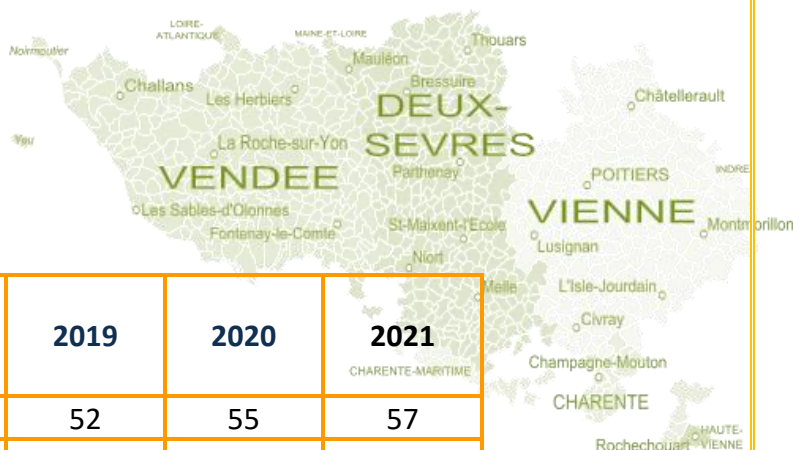 LOIRE-
ATLANTIQUE
MAINE-ET-LOIRE
Noirmoutier
Thouars
Mauléon
Challans
Bressuire
Les Herbiers
Châtellerault
DEUX-
SEVRES
Yeu
La Roche-sur-Yon
VENDEE
Parthenay
POITIERS
INDRE
Les Sables-d'Olonnes
VIENNE
Fontenay-le-Comte
St-Maixent-l'Ecole
Montmorillon
Lusignan
Niort
Melle
L'Isle-Jourdain
Civray
2019 2020 2021
CHARENTE-MARITIME
Champagne-Mouton
CHARENTE
52 55 57
HAUTE-
VIENNE
Rochechouart